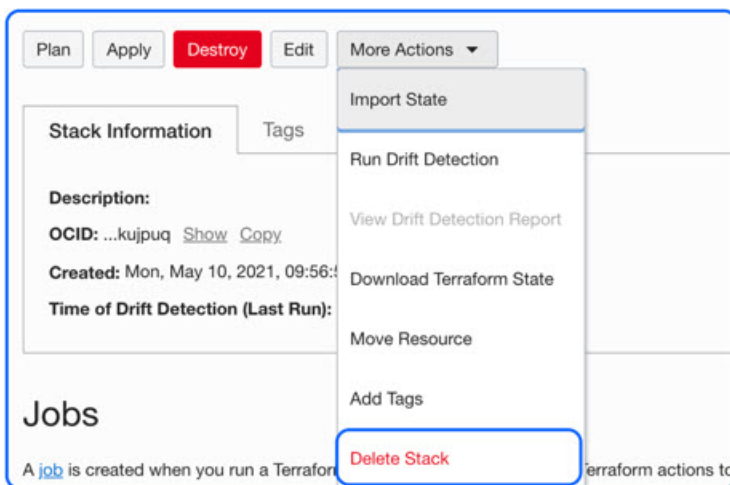 Plan Apply Destroy Edit More Actions
Import State
Stack Information Tags
Run Drift Detection
Description:
View Drift Detection Report
OCID: ...kujpuq Show Copy
Created: Mon, May 10, 2021, 09:56:
Download Terraform State
Time of Drift Detection (Last Run):
Move Resource
Add Tags
Jobs
Delete Stack
A job is created when you run a Terrafor
erraform actions to